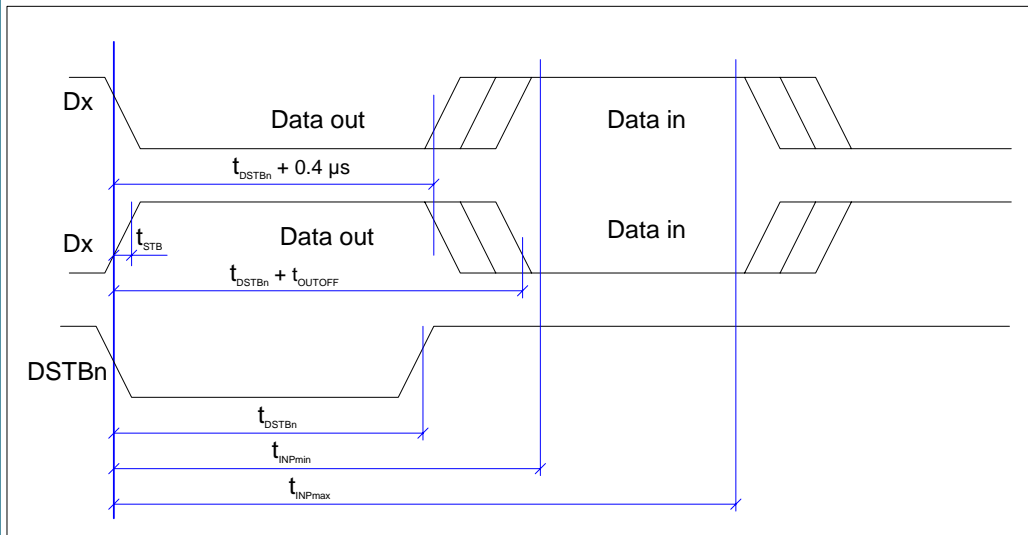 Dx
Data out
Data in
tDSTBn + 0.4 µs
Dx
tSTB
Data out
Data in
tDSTBn + tOUTOFF
DSTBn
tDSTBn
tINPmin
tINPmax